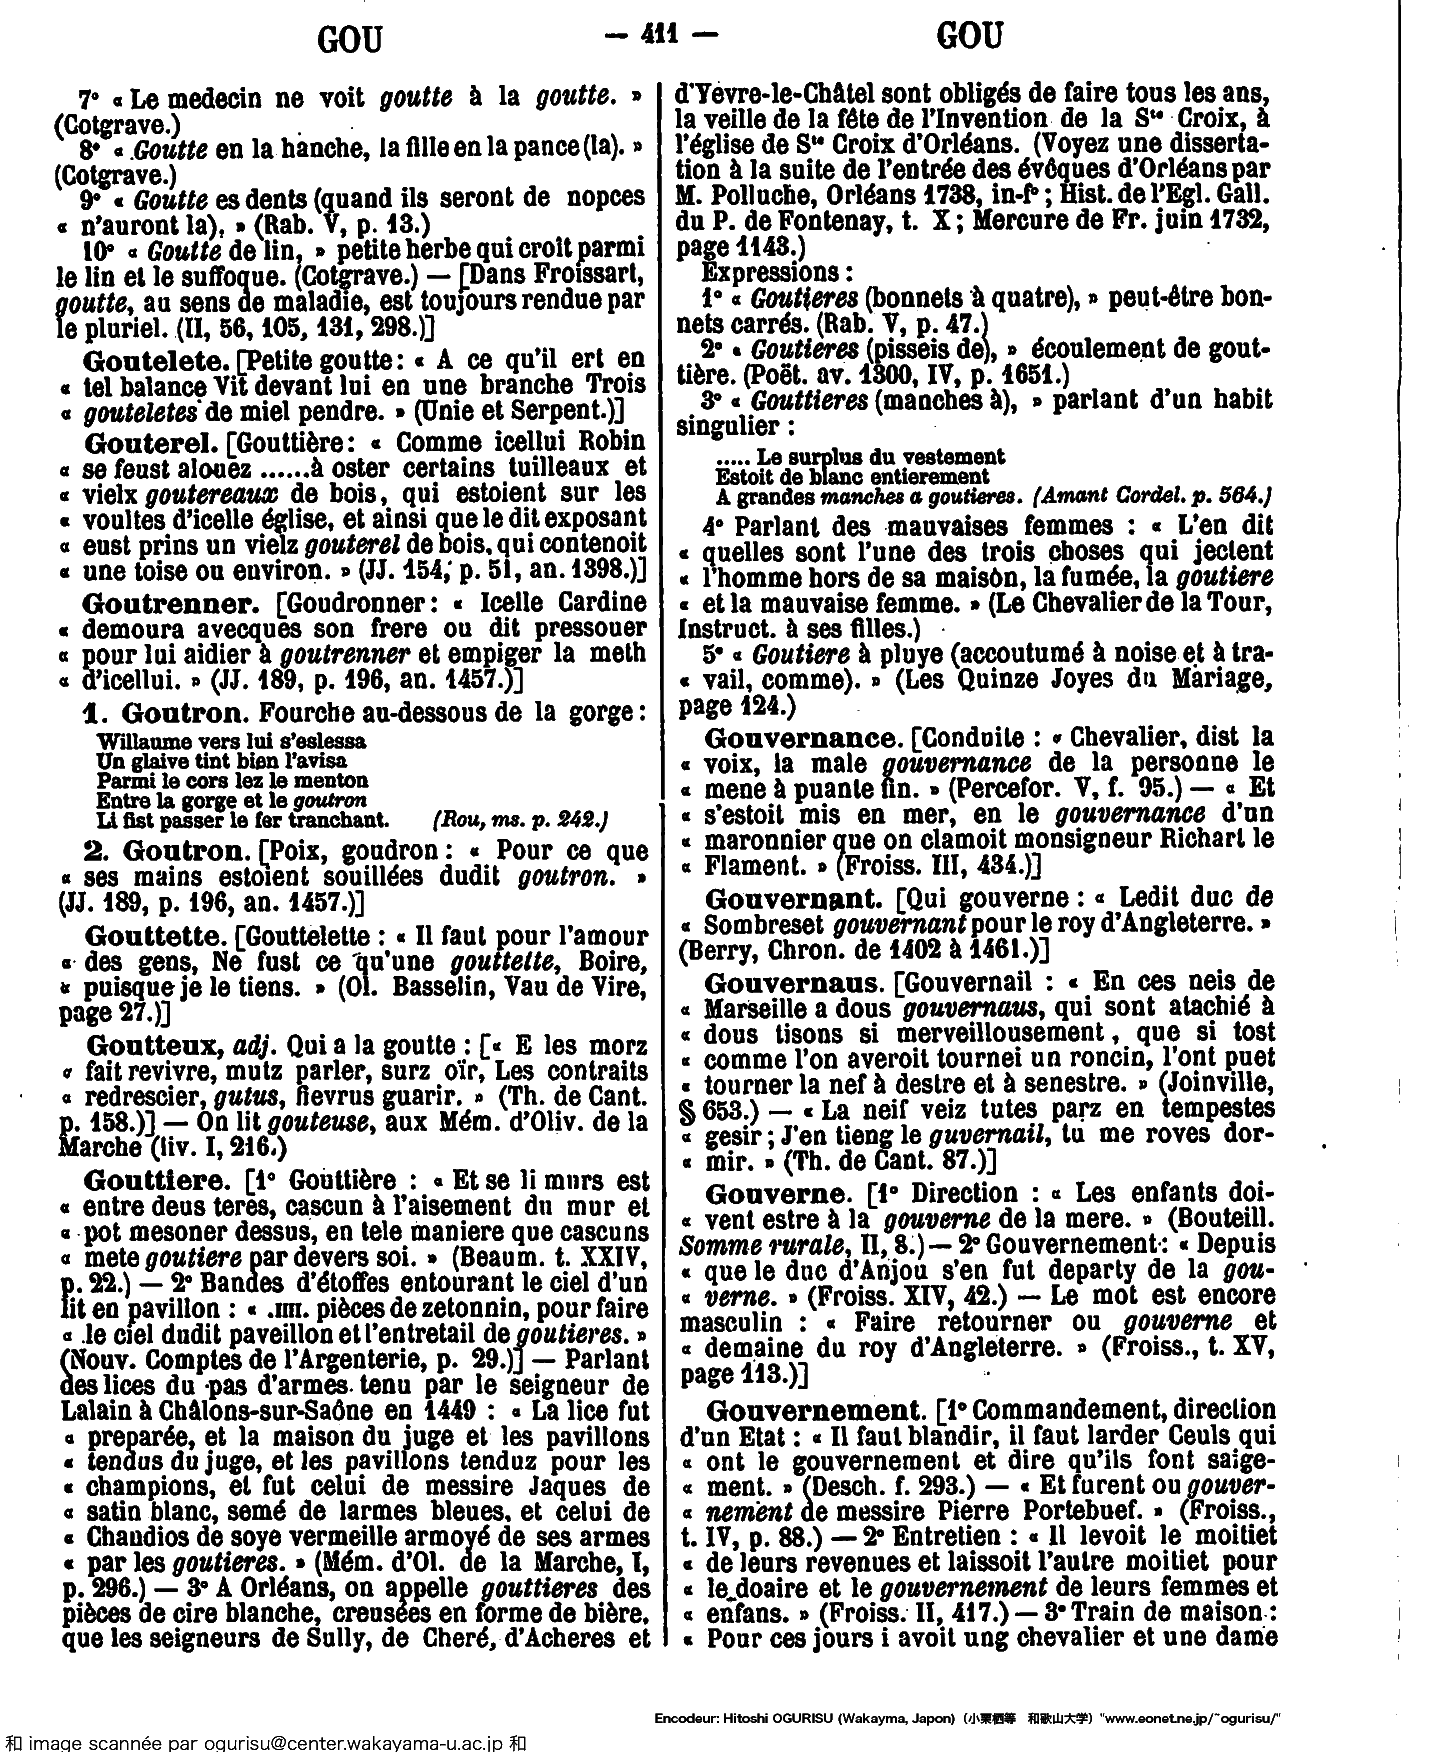 GOU — 411 — GOU
7° « Le medecin ne voit goutte à la goutte. »
(Cotgrave.)
8° « Goutte en la hanche, la fille en la pance (la). »
(Cotgrave.)
9° « Goutte es dents (quand ils seront de nopces
« n'auront la). » (Rab. V, p. 13.)
10° « Goutte de lin, » petite herbe qui croît parmi
le lin et le suffoque. (Cotgrave.) — [Dans Froissart,
goutte, au sens de maladie, est toujours rendue par
le pluriel. (II, 56, 105, 131, 298.)]
Goutelete. [Petite goutte : « A ce qu'il ert en
« tel balance Vit devant lui en une branche Trois
« gouteletes de miel pendre. » (Unie et Serpent.)]
Gouterel. [Gouttière : « Comme icellui Robin
« se feust alouez ......à oster certains tuilleaux et
« vielx goutereaux de bois, qui estoient sur les
« voultes d'icelle église, et ainsi que le dit exposant
« eust prins un vielz gouterel de bois, qui contenoit
« une toise ou environ. » (JJ. 154, p. 51, an. 1398.)]
Goutrenner. [Goudronner : « Icelle Cardine
« demoura avecques son frere ou dit pressouer
« pour lui aidier à goutrenner et empiger la meth
« d'icellui. » (JJ. 189, p. 196, an. 1457.)]
1. Goutron. Fourche au-dessous de la gorge :
Willaume vers lui s'eslessa
Un glaive tint bien l'avisa
Parmi le cors lez le menton
Entre la gorge et le goutron
Li fist passer le fer tranchant. (Rou, ms. p. 242.)
2. Goutron. [Poix, goudron : « Pour ce que
« ses mains estoient souillées dudit goutron. »
(JJ. 189, p. 196, an. 1457.)]
Gouttette. [Gouttelette : « Il faut pour l'amour
« des gens, Ne fust ce qu'une gouttette, Boire,
« puisque je le tiens. » (Ol. Basselin, Vau de Vire,
page 27.)]
Goutteux, adj. Qui a la goutte : [« E les morz
« fait revivre, mutz parler, surz oïr, Les contraits
« redrescier, gutus, fievrus guarir. » (Th. de Cant.
p. 158.)] — On lit gouteuse, aux Mém. d'Oliv. de la
Marche (liv. I, 216.)
Gouttiere. [1° Gouttière : « Et se li murs est
« entre deus teres, cascun à l'aisement du mur et
« pot mesoner dessus, en tele maniere que cascuns
« mete goutiere par devers soi. » (Beaum. t. XXIV,
p. 22.) — 2° Bandes d'étoffes entourant le ciel d'un
lit en pavillon : « .IIII. pièces de zetonnin, pour faire
« le ciel dudit paveillon et l'entretail de goutieres. »
(Nouv. Comptes de l'Argenterie, p. 29.)] — Parlant
des lices du pas d'armes tenu par le seigneur de
Lalain à Châlons-sur-Saône en 1449 : « La lice fut
« preparée, et la maison du juge et les pavillons
« tendus du juge, et les pavillons tenduz pour les
« champions, et fut celui de messire Jaques de
« satin blanc, semé de larmes bleues, et celui de
« Chaudios de soye vermeille armoyé de ses armes
« par les goutieres. » (Mém. d'Ol. de la Marche, I,
p. 296.) — 3° A Orléans, on appelle gouttieres des
pièces de cire blanche, creusées en forme de bière,
que les seigneurs de Sully, de Cheré, d'Acheres et
d'Yevre-le-Châtel sont obligés de faire tous les ans,
la veille de la fête de l'Invention de la Ste Croix, à
l'église de Ste Croix d'Orléans. (Voyez une disserta-
tion à la suite de l'entrée des évêques d'Orléans par
M. Polluche, Orléans 1738, in-f° ; Hist. de l'Egl. Gall.
du P. de Fontenay, t. X ; Mercure de Fr. juin 1732,
page 1143.)
Expressions :
1° « Goutieres (bonnets à quatre), » peut-être bon-
nets carrés. (Rab. V, p. 47.)
2° « Goutieres (pisseis de), » écoulement de gout-
tière. (Poët. av. 1300, IV, p. 1651.)
3° « Gouttieres (manches à), » parlant d'un habit
singulier :
..... Le surplus du vestement
Estoit de blanc entierement
A grandes manches a goutieres. (Amant Cordel. p. 564.)
4° Parlant des mauvaises femmes : « L'en dit
« quelles sont l'une des trois choses qui jectent
« l'homme hors de sa maison, la fumée, la goutiere
« et la mauvaise femme. » (Le Chevalier de la Tour,
Instruct. à ses filles.)
5° « Goutiere à pluye (accoutumé à noise et à tra-
« vail, comme). » (Les Quinze Joyes du Mariage,
page 124.)
Gouvernance. [Conduite : « Chevalier, dist la
« voix, la male gouvernance de la personne le
« mene à puante fin. » (Percefor. V, f. 95.) — « Et
« s'estoit mis en mer, en le gouvernance d'un
« maronnier que on clamoit monsigneur Richart le
« Flament. » (Froiss. III, 434.)]
Gouvernant. [Qui gouverne : « Ledit duc de
« Sombreset gouvernant pour le roy d'Angleterre. »
(Berry, Chron. de 1402 à 1461.)]
Gouvernaus. [Gouvernail : « En ces neis de
« Marseille a dous gouvernaus, qui sont atachié à
« dous tisons si merveillousement, que si tost
« comme l'on averoit tournei un roncin, l'ont puet
« tourner la nef à destre et à senestre. » (Joinville,
§ 653.) — « La neif veiz tutes parz en tempestes
« gesir ; J'en tieng le guvernail, tu me roves dor-
« mir. » (Th. de Cant. 87.)]
Gouverne. [1° Direction : « Les enfants doi-
« vent estre à la gouverne de la mere. » (Bouteill.
Somme rurale, II, 8.) — 2° Gouvernement : « Depuis
« que le duc d'Anjou s'en fut departy de la gou-
« verne. » (Froiss. XIV, 42.) — Le mot est encore
masculin : « Faire retourner ou gouverne et
« demaine du roy d'Angleterre. » (Froiss., t. XV,
page 113.)]
Gouvernement. [1° Commandement, direction
d'un Etat : « Il faut blandir, il faut larder Ceuls qui
« ont le gouvernement et dire qu'ils font saige-
« ment. » (Desch. f. 293.) — « Et furent ou gouver-
« nement de messire Pierre Portebuef. » (Froiss.,
t. IV, p. 88.) — 2° Entretien : « Il levoit le moitiet
« de leurs revenues et laissoit l'autre moitiet pour
« le doaire et le gouvernement de leurs femmes et
« enfans. » (Froiss. II, 417.) — 3° Train de maison :
« Pour ces jours i avoit ung chevalier et une dame
Encodeur: Hitoshi OGURISU (Wakayma, Japon) (小栗栖等 和歌山大学) "www.eonet.ne.jp/~ogurisu/"
和 image scannée par ogurisu@center.wakayama-u.ac.jp 和